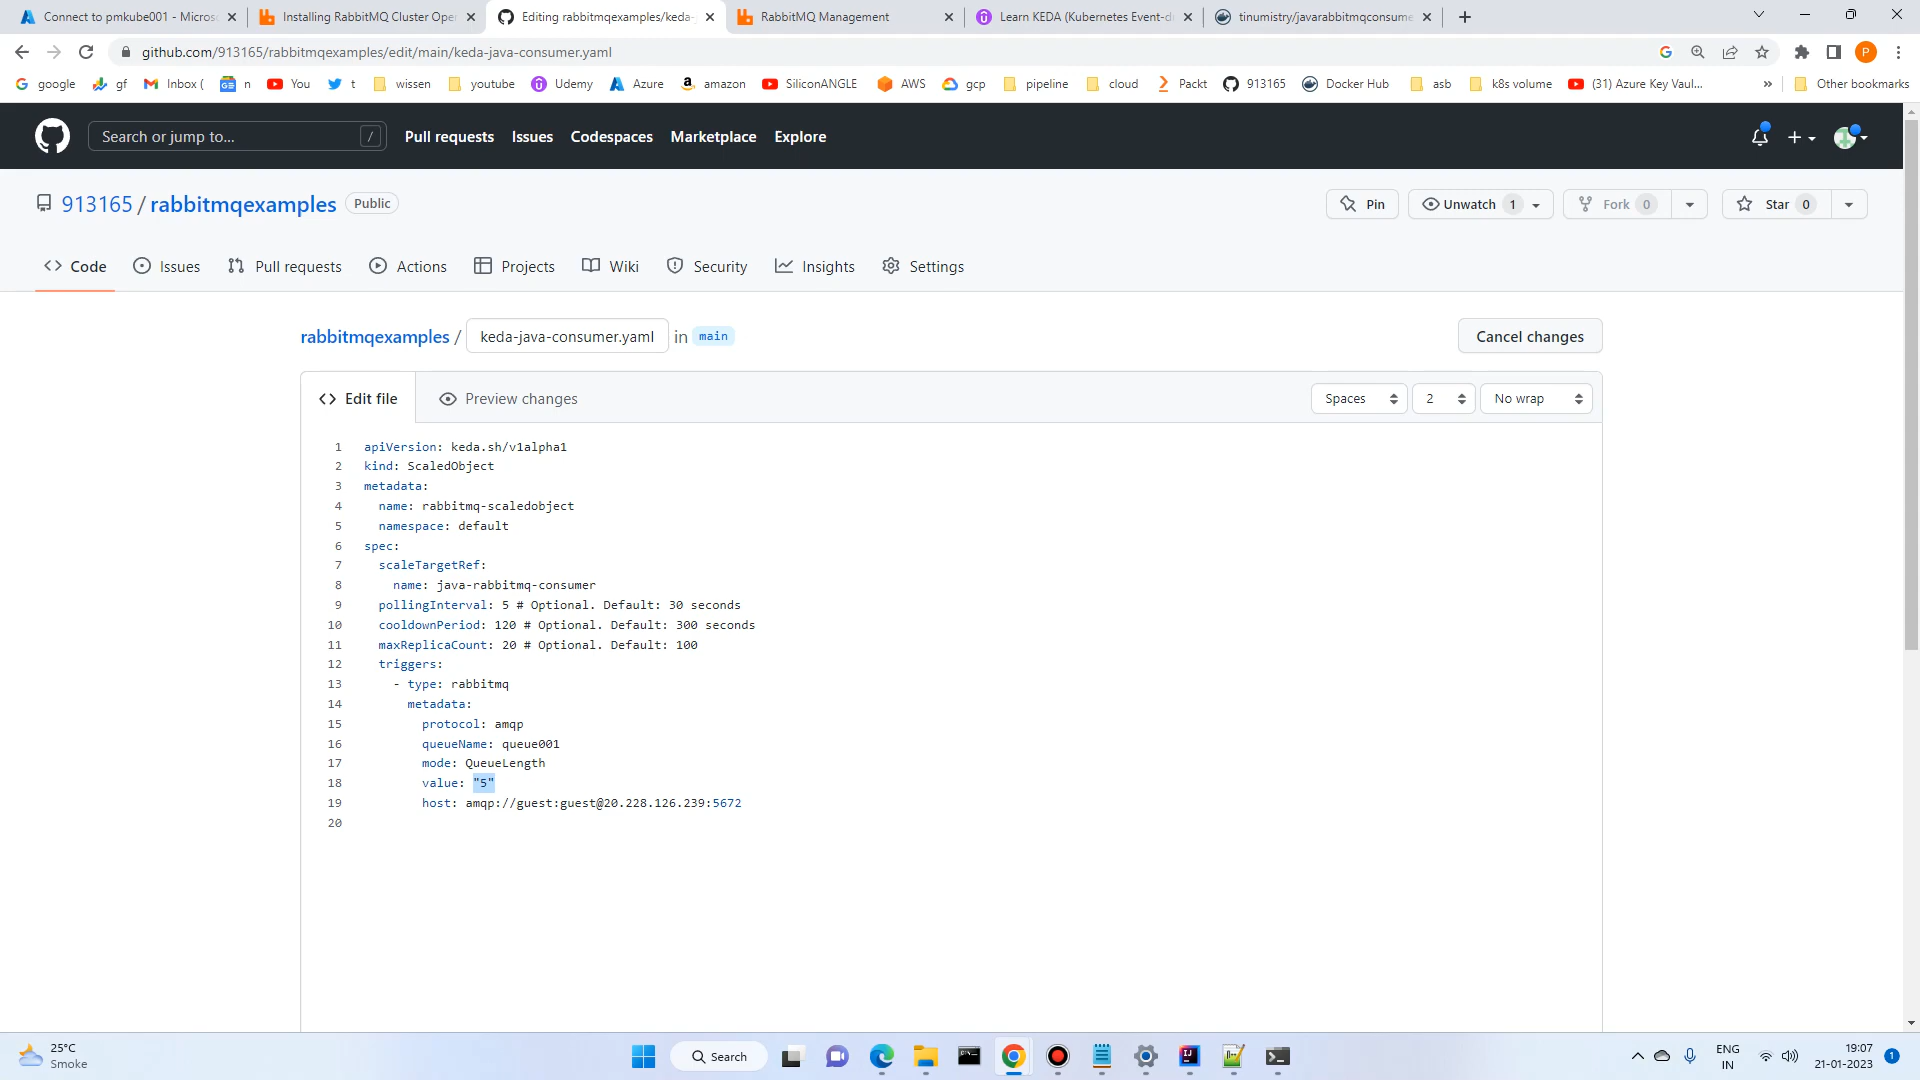 Connect to pmkube001 - Micros
Installing RabbitMQ Cluster Oper
Editing rabbitmqexamples/keda-
RabbitMQ Management
Learn KEDA (Kubernetes Event-d
tinumistry/javarabbitmqconsume
github.com/913165/rabbitmqexamples/edit/main/keda-java-consumer.yaml
P
google
gf
Inbox (
n
You
t
wissen
youtube
Udemy
Azure
amazon
SiliconANGLE
AWS
gcp
pipeline
cloud
Packt
913165
Docker Hub
asb
k8s volume
(31) Azure Key Vaul...
»
Other bookmarks
Search or jump to...
/
Pull requests
Issues
Codespaces
Marketplace
Explore
913165 / rabbitmqexamples
Public
Pin
Unwatch 1
Fork 0
Star 0
Code
Issues
Pull requests
Actions
Projects
Wiki
Security
Insights
Settings
rabbitmqexamples / keda-java-consumer.yaml in main
Cancel changes
Edit file
Preview changes
Spaces
2
No wrap
1 apiVersion: keda.sh/v1alpha1
2 kind: ScaledObject
3 metadata:
4 name: rabbitmq-scaledobject
5 namespace: default
6 spec:
7 scaleTargetRef:
8 name: java-rabbitmq-consumer
9 pollingInterval: 5 # Optional. Default: 30 seconds
10 cooldownPeriod: 120 # Optional. Default: 300 seconds
11 maxReplicaCount: 20 # Optional. Default: 100
12 triggers:
13 - type: rabbitmq
14 metadata:
15 protocol: amqp
16 queueName: queue001
17 mode: QueueLength
18 value: "5"
19 host: amqp://guest:guest@20.228.126.239:5672
20
25°C
Smoke
Search
ENG
IN
19:07
21-01-2023
1